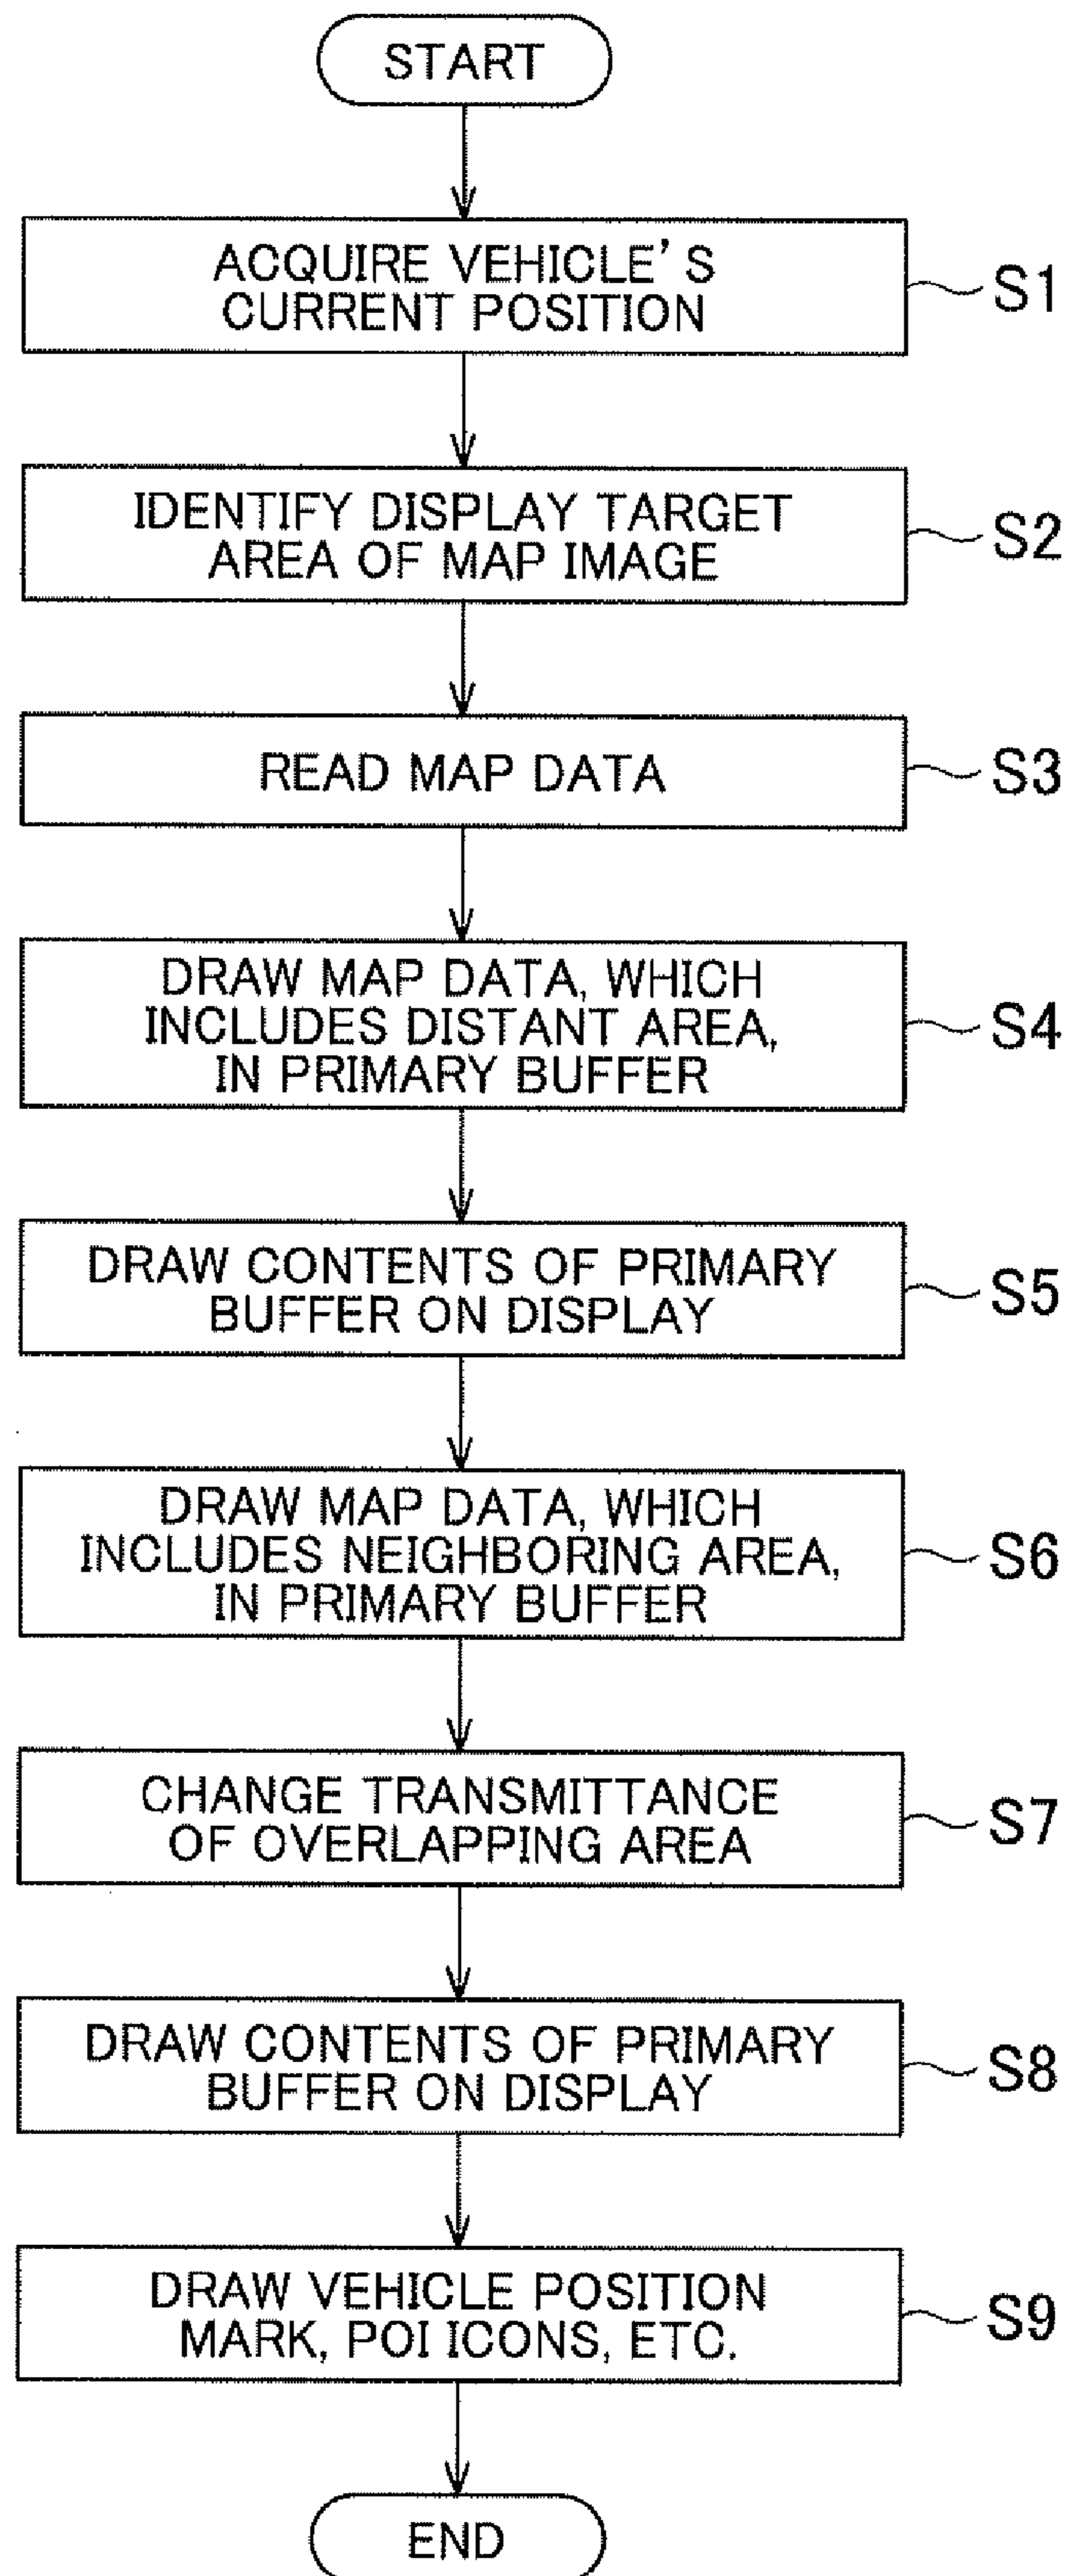 START
ACQUIRE VEHICLE'S
CURRENT POSITION
S1
IDENTIFY DISPLAY TARGET
AREA OF MAP IMAGE
S2
READ MAP DATA
S3
DRAW MAP DATA, WHICH
INCLUDES DISTANT AREA,
IN PRIMARY BUFFER
S4
DRAW CONTENTS OF PRIMARY
BUFFER ON DISPLAY
S5
DRAW MAP DATA, WHICH
INCLUDES NEIGHBORING AREA,
IN PRIMARY BUFFER
S6
CHANGE TRANSMITTANCE
OF OVERLAPPING AREA
S7
DRAW CONTENTS OF PRIMARY
BUFFER ON DISPLAY
S8
DRAW VEHICLE POSITION
MARK, POI ICONS, ETC.
S9
END